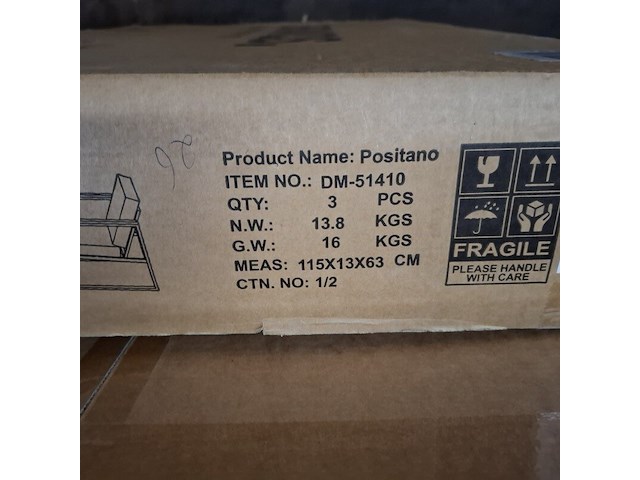 Product Name: Positano
ITEM NO.: DM-51410
QTY: 3 PCS
N.W.: 13.8 KGS
G.W.: 16 KGS
MEAS: 115X13X63 CM
CTN. NO: 1/2
FRAGILE
PLEASE HANDLE
WITH CARE